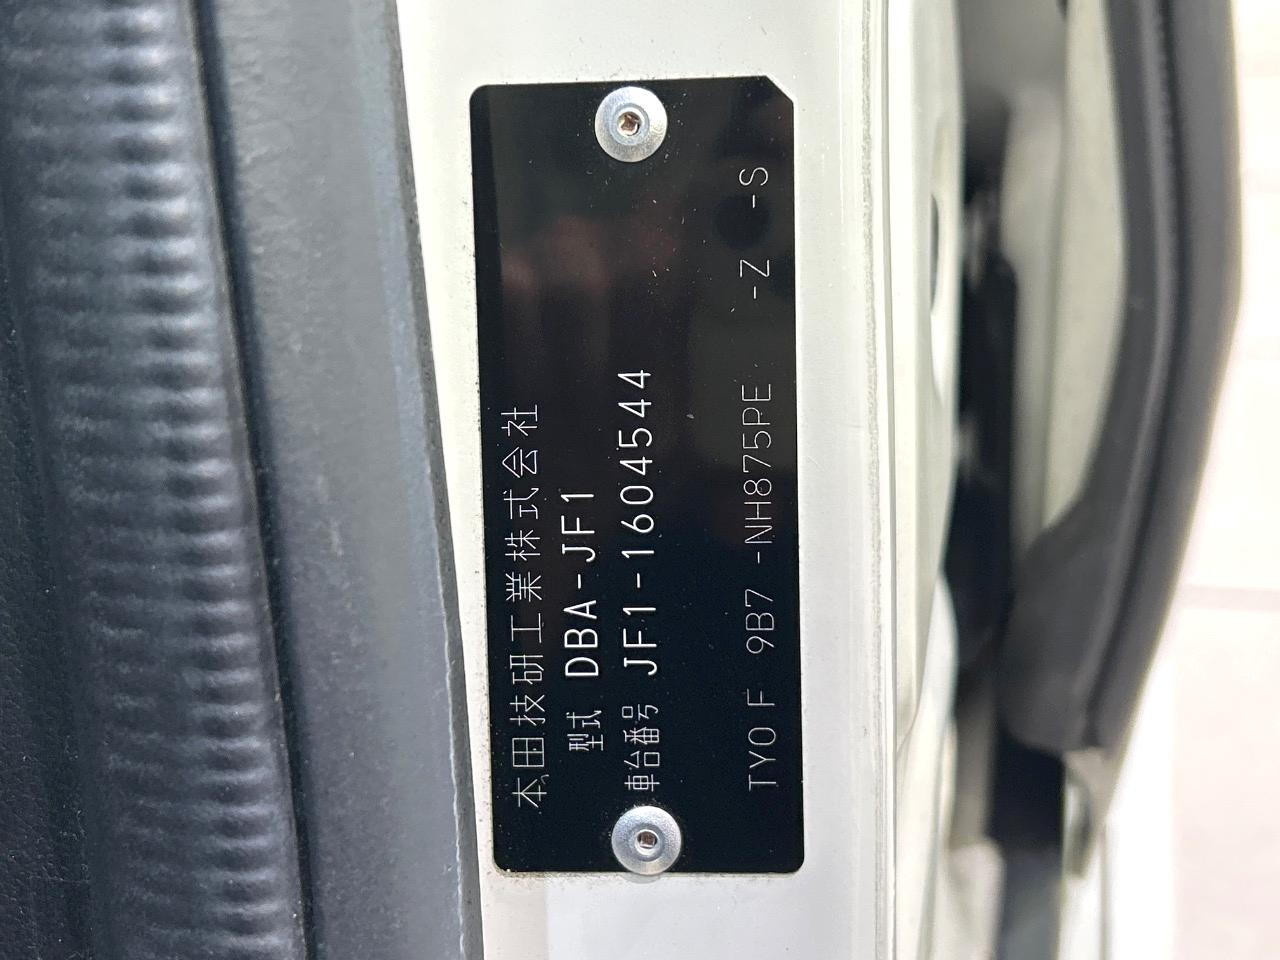 本田技研工業株式会社
型式 DBA-JF1
車台番号 JF1-1604544
TY0 F 9B7 -NH875PE -Z -S